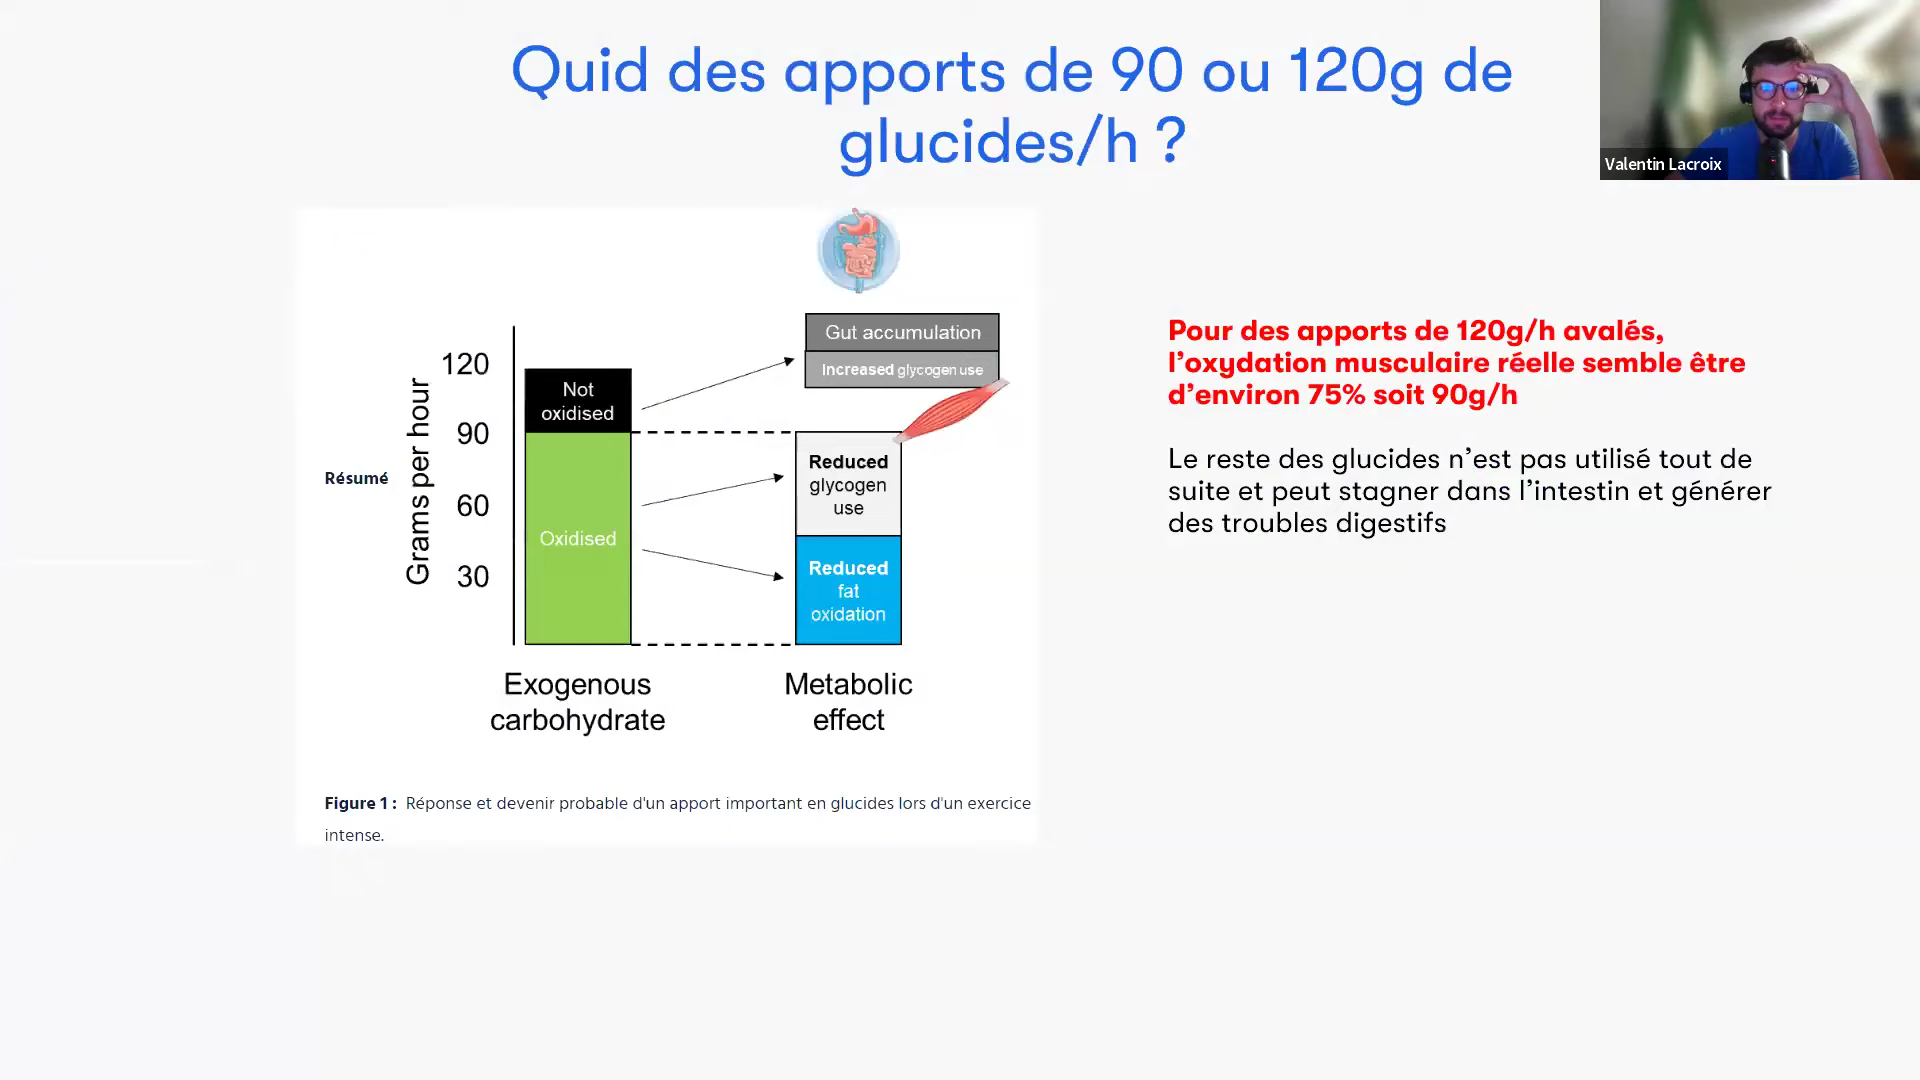 Quid des apports de 90 ou 120g de
glucides/h ?
Valentin Lacroix
Résumé
Grams per hour
120
90
60
30
Not
oxidised
Oxidised
Gut accumulation
Increased glycogen use
Reduced
glycogen
use
Reduced
fat
oxidation
Exogenous
carbohydrate
Metabolic
effect
Figure 1 : Réponse et devenir probable d'un apport important en glucides lors d'un exercice
intense.
Pour des apports de 120g/h avalés,
l’oxydation musculaire réelle semble être
d’environ 75% soit 90g/h
Le reste des glucides n’est pas utilisé tout de
suite et peut stagner dans l’intestin et générer
des troubles digestifs